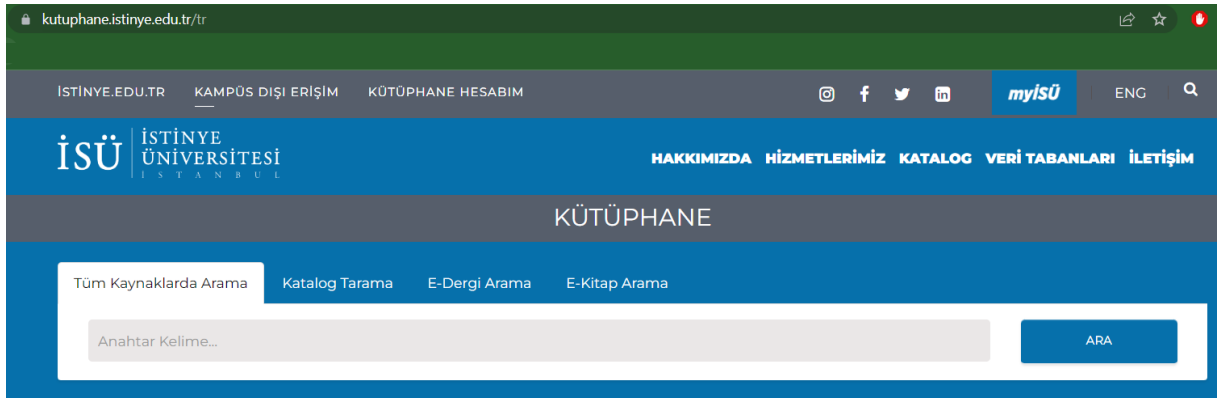 kutuphane.istinye.edu.tr/tr
İSTİNYE.EDU.TR KAMPÜS DIŞI ERİŞİM KÜTÜPHANE HESABIM myİSÜ ENG
İSÜ İSTİNYE
ÜNİVERSİTESİ
İSTANBUL
HAKKIMIZDA HİZMETLERİMİZ KATALOG VERİ TABANLARI İLETİŞİM
KÜTÜPHANE
Tüm Kaynaklarda Arama Katalog Tarama E-Dergi Arama E-Kitap Arama
Anahtar Kelime... ARA